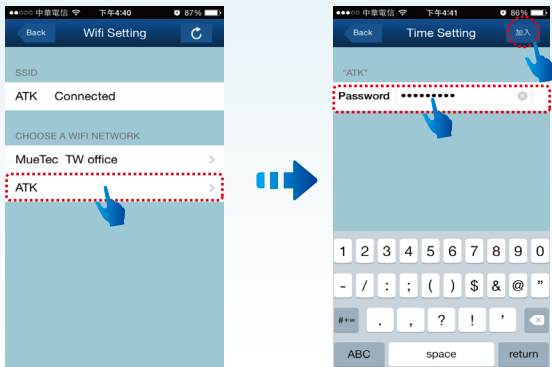 中華電信 下午4:40 87%
Back Wifi Setting
SSID
ATK Connected
CHOOSE A WIFI NETWORK
MueTec TW office
ATK
中華電信 下午4:41 86%
Back Time Setting 加入
"ATK"
Password •••••••••
1 2 3 4 5 6 7 8 9 0
- / : ; ( ) $ & @ ”
#+= . , ? ! ’
ABC space return